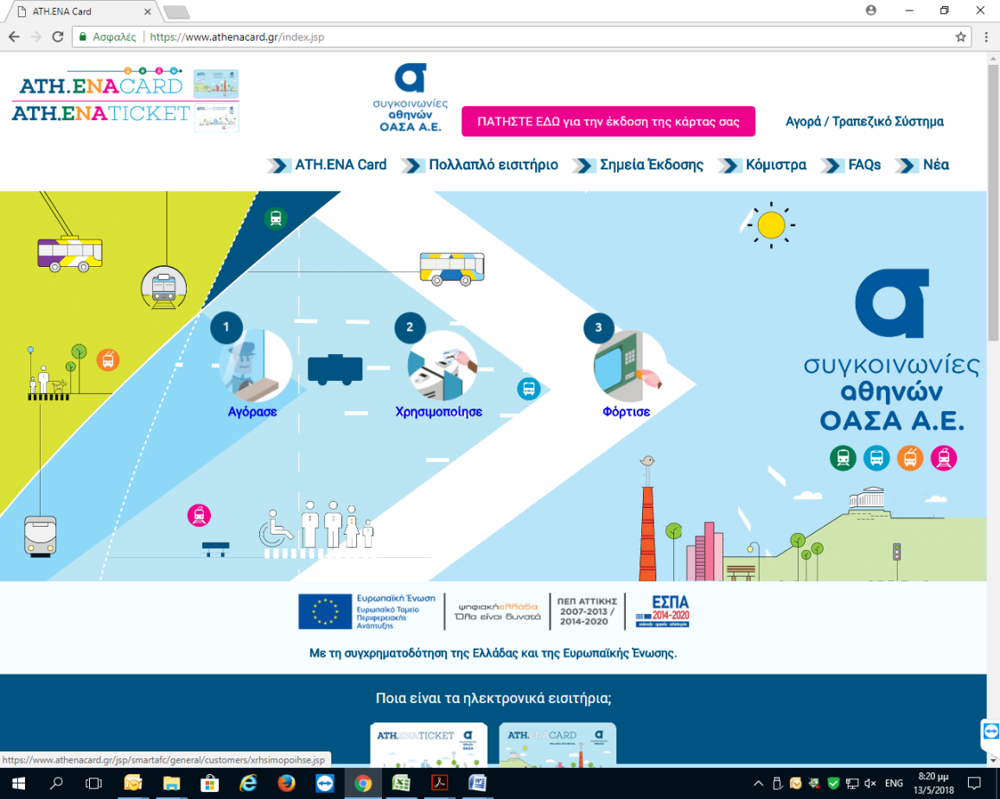 ATH.ENA Card
Ασφαλές | https://www.athenacard.gr/index.jsp
ATH.ENACARD
ATH.ENATICKET
συγκοινωνίες
αθηνών
ΟΑΣΑ Α.Ε.
ΠΑΤΗΣΤΕ ΕΔΩ για την έκδοση της κάρτας σας
Αγορά / Τραπεζικό Σύστημα
ATH.ENA Card Πολλαπλό εισιτήριο Σημεία Έκδοσης Κόμιστρα FAQs Νέα
1 2 3
Αγόρασε Χρησιμοποίησε Φόρτισε
συγκοινωνίες
αθηνών
ΟΑΣΑ Α.Ε.
Ευρωπαϊκή Ένωση
Ευρωπαϊκό Ταμείο
Περιφερειακής
Ανάπτυξης
ψηφιακήελλάδα
Όλα είναι δυνατά
ΠΕΠ ΑΤΤΙΚΗΣ
2007-2013 /
2014-2020
ΕΣΠΑ
2014-2020
Με τη συγχρηματοδότηση της Ελλάδας και της Ευρωπαϊκής Ένωσης.
Ποια είναι τα ηλεκτρονικά εισιτήρια;
ATH.ENATICKET
ATH.ENACARD
https://www.athenacard.gr/jsp/smartafc/general/customers/xrhsimopoihse.jsp
ENG
8:20 μμ
13/5/2018